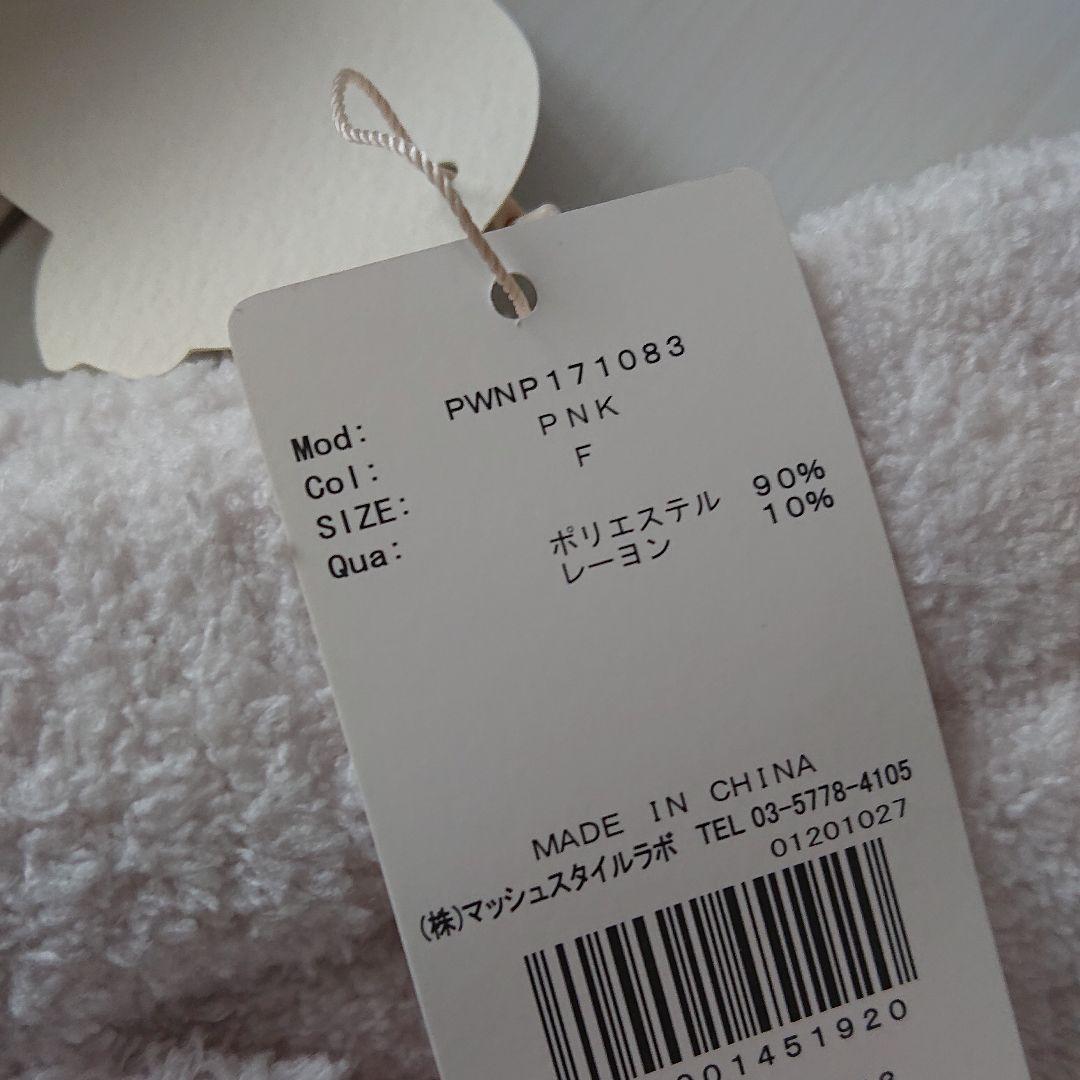 Mod: PWNP171083
Col: PNK
SIZE: F
Qua: ポリエステル 90%
レーヨン 10%
MADE IN CHINA
(株)マッシュスタイルラボ TEL 03-5778-4105
01201027
001451920